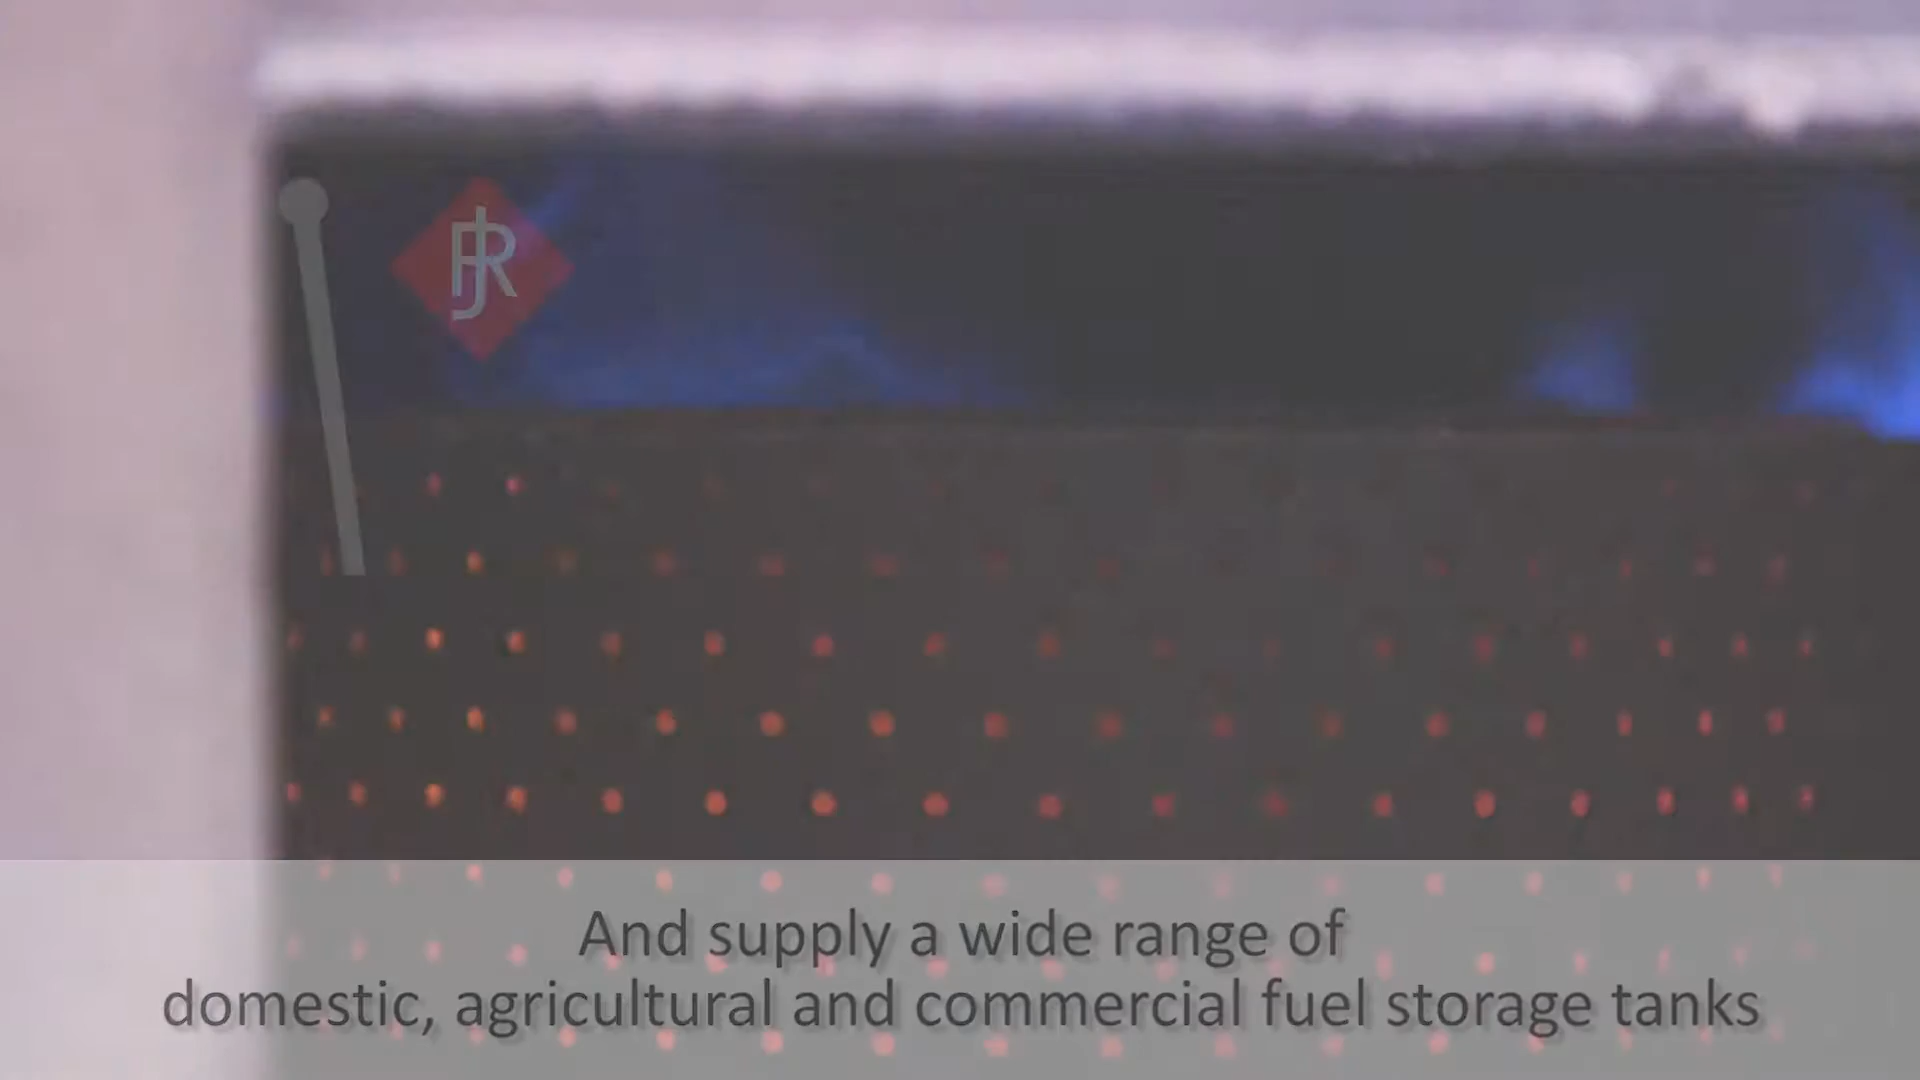 JR
And supply a wide range of
domestic, agricultural and commercial fuel storage tanks